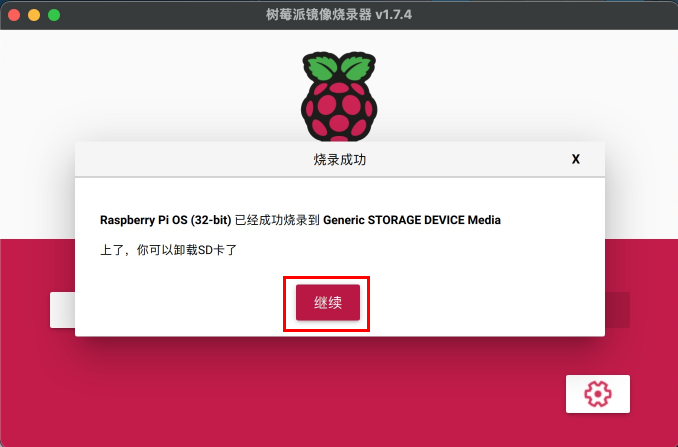 树莓派镜像烧录器 v1.7.4
烧录成功
X
Raspberry Pi OS (32-bit) 已经成功烧录到 Generic STORAGE DEVICE Media
上了，你可以卸载SD卡了
继续